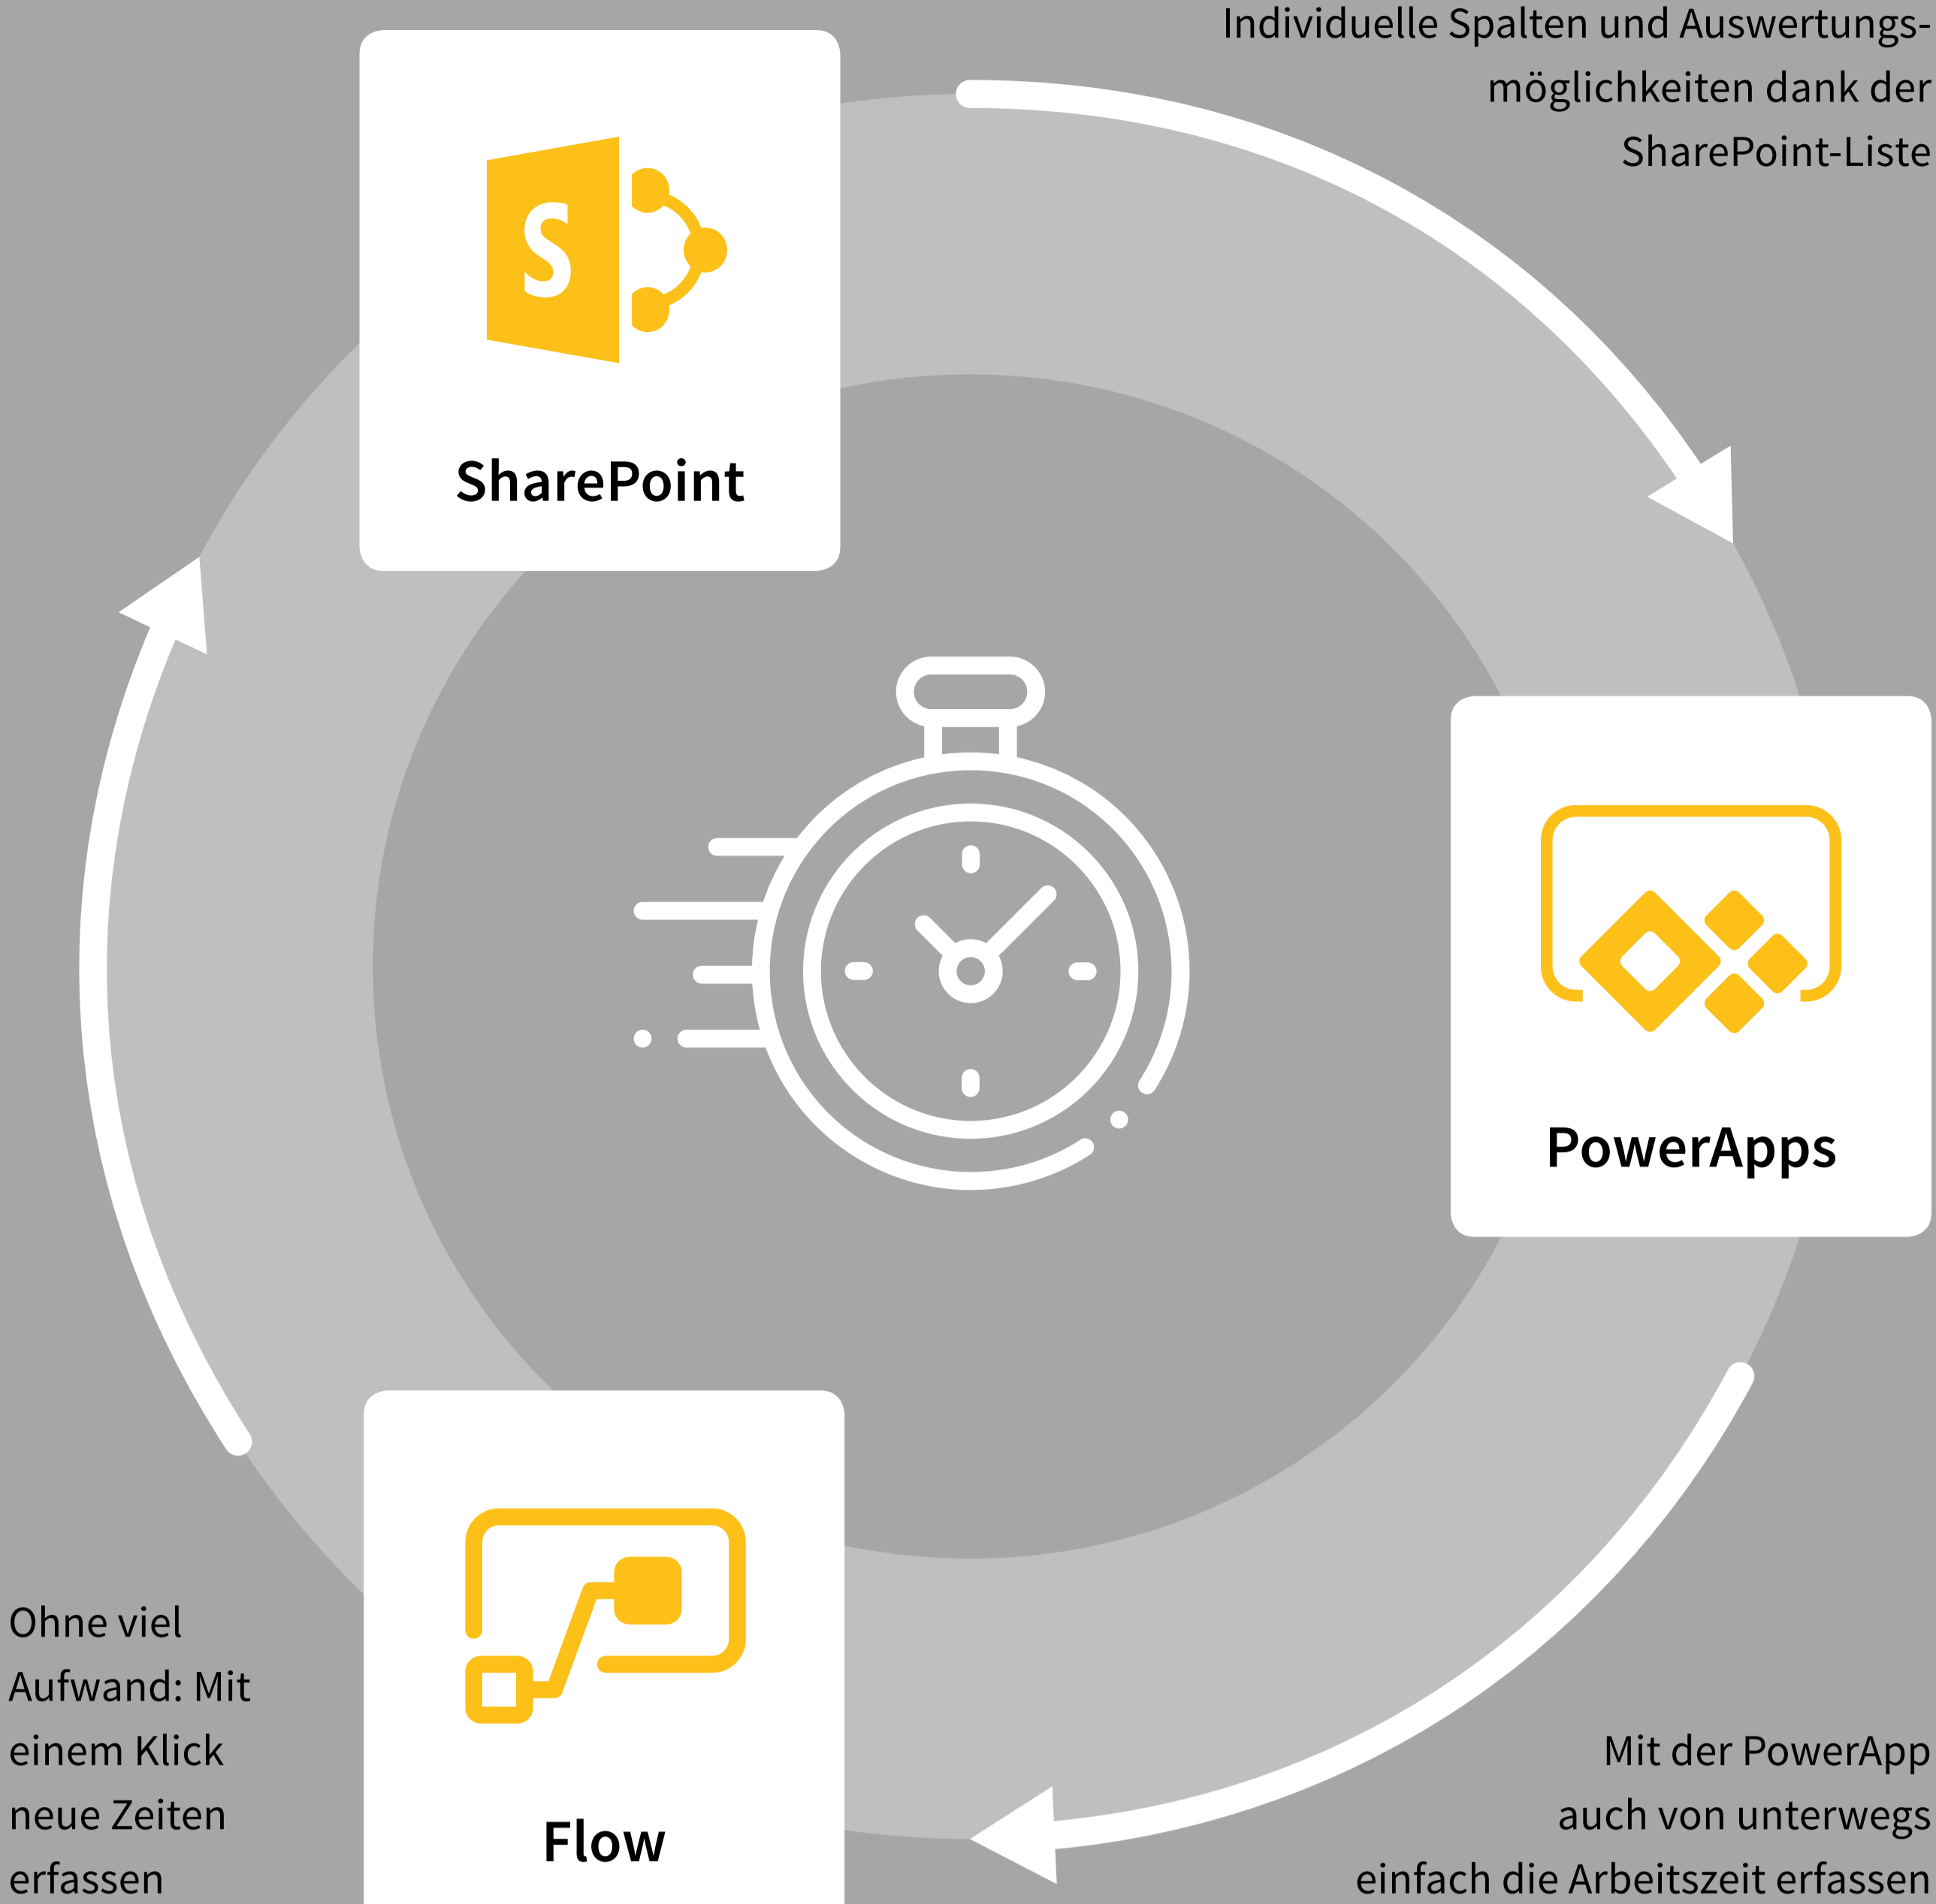 Individuelle Spalten und Auswertungs-
möglichkeiten dank der
SharePoint-Liste
SharePoint
PowerApps
Flow
Ohne viel
Aufwand: Mit
einem Klick
neue Zeiten
erfassen
Mit der PowerApp
auch von unterwegs
einfach die Arbeitszeit erfassen